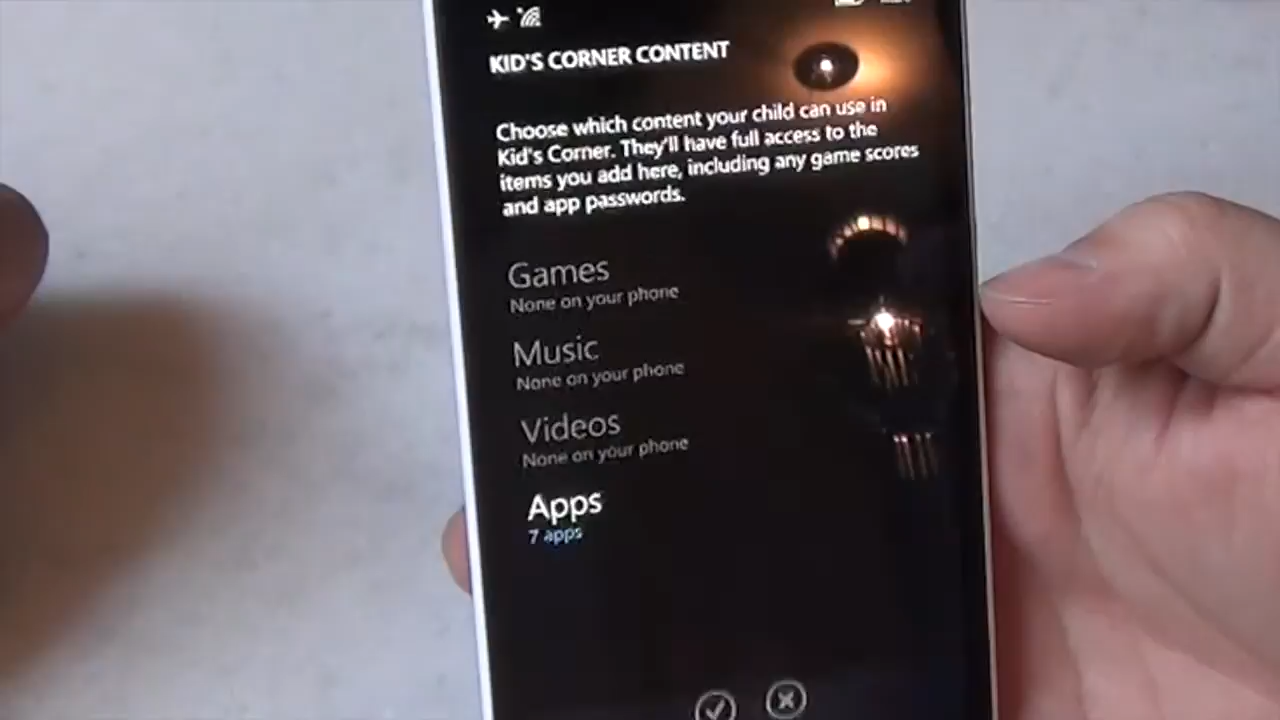 KID'S CORNER CONTENT
Choose which content your child can use in
Kid's Corner. They'll have full access to the
items you add here, including any game scores
and app passwords.
Games
None on your phone
Music
None on your phone
Videos
None on your phone
Apps
7 apps